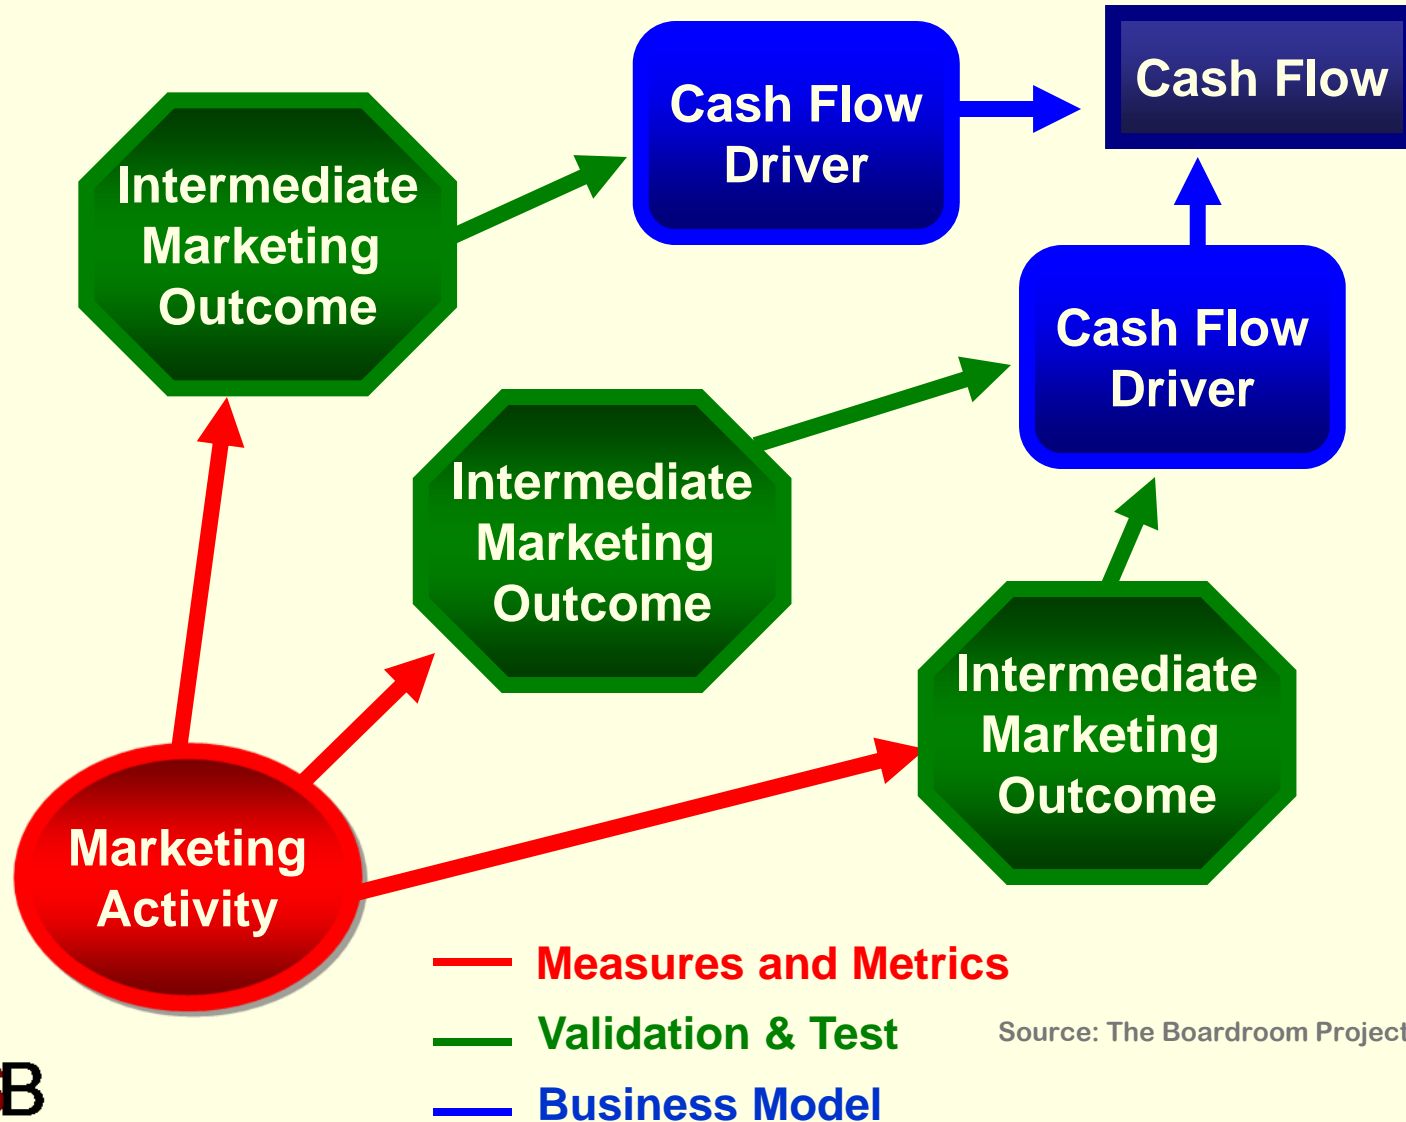 Cash Flow
Cash Flow
Driver
Intermediate
Marketing
Outcome
Cash Flow
Driver
Intermediate
Marketing
Outcome
Intermediate
Marketing
Outcome
Marketing
Activity
Measures and Metrics
Validation & Test
Source: The Boardroom Project
Business Model
B